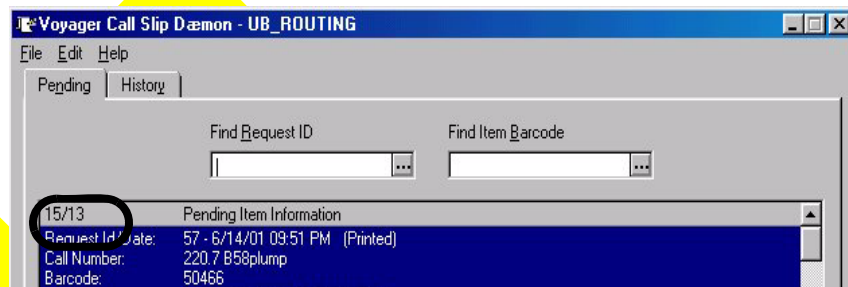 Voyager Call Slip Dæmon - UB_ROUTING
File Edit Help
Pending History
Find Request ID Find Item Barcode
15/13 Pending Item Information
Request Id/Date: 57 - 6/14/01 09:51 PM (Printed)
Call Number: 220.7 B58plump
Barcode: 50466